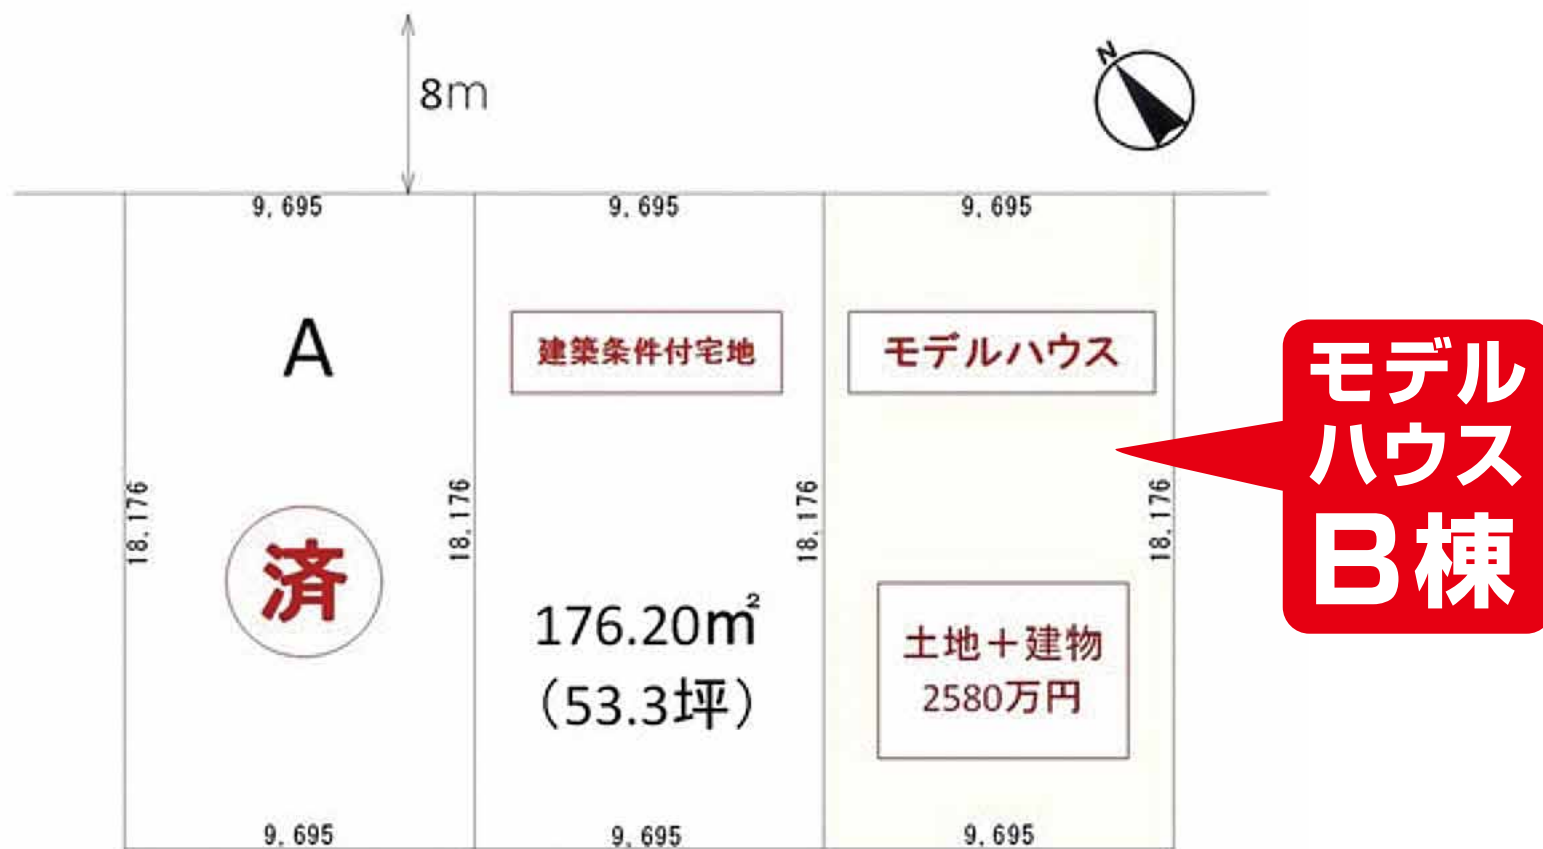 8m
N
9,695
9,695
9,695
A
建築条件付宅地
モデルハウス
モデル
ハウス
B棟
18.176
18.176
18.176
18.176
済
176.20㎡
（53.3坪）
土地＋建物
2580万円
9,695
9,695
9,695